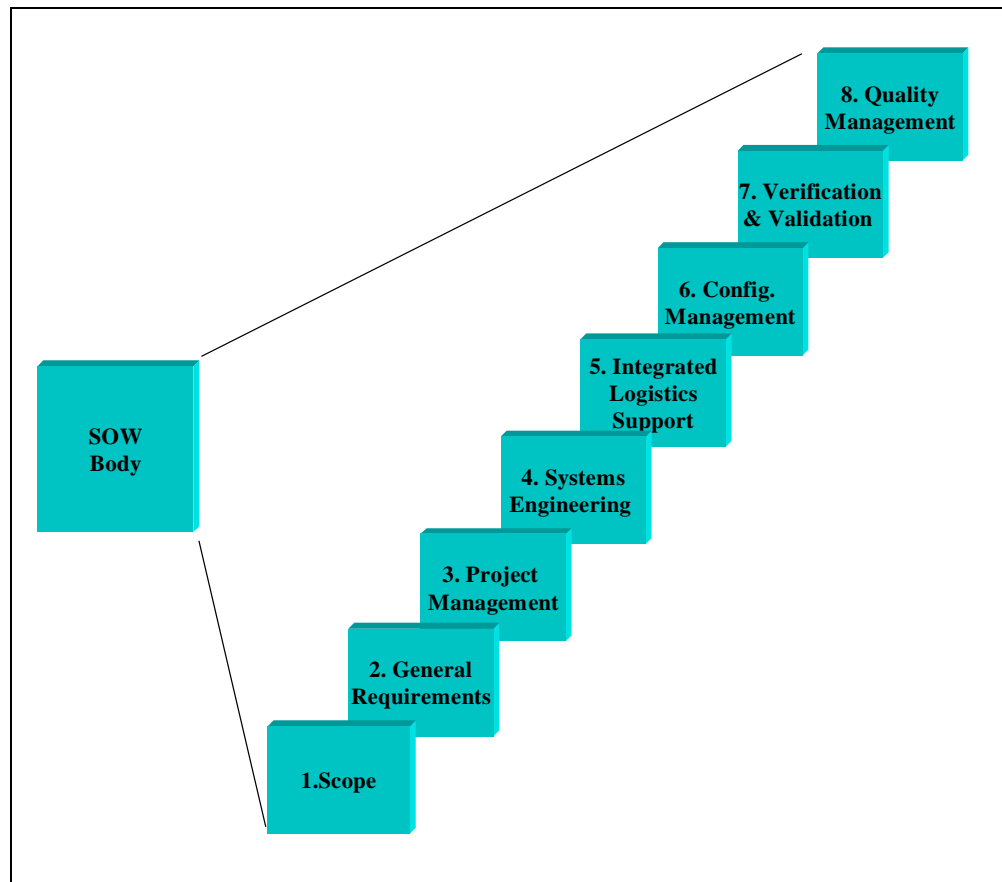 8. Quality
Management
7. Verification
& Validation
6. Config.
Management
5. Integrated
Logistics
Support
SOW
Body
4. Systems
Engineering
3. Project
Management
2. General
Requirements
1.Scope